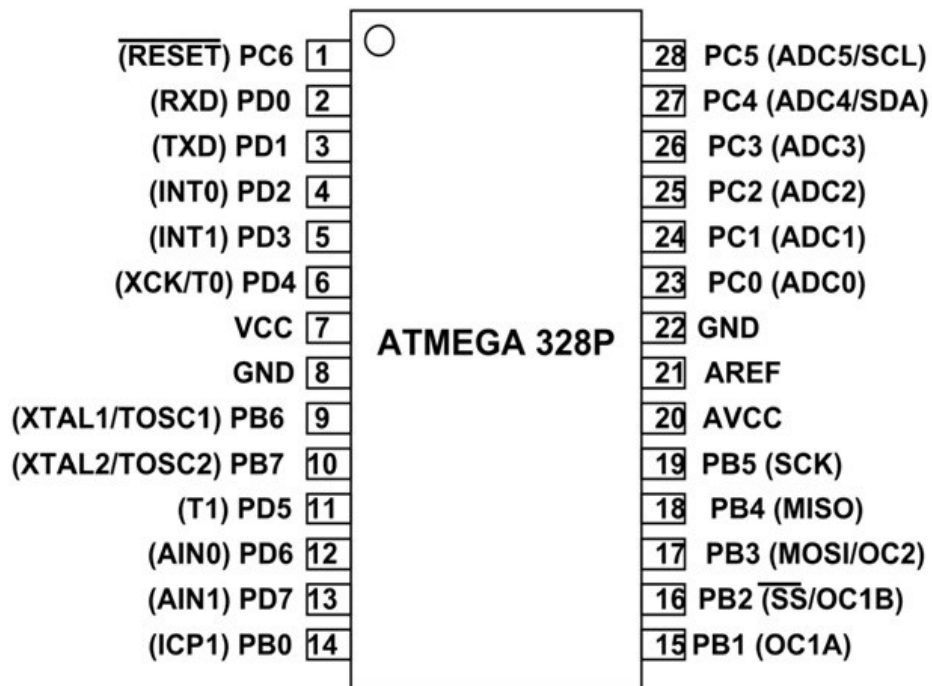 (RESET) PC6 1
(RXD) PD0 2
(TXD) PD1 3
(INT0) PD2 4
(INT1) PD3 5
(XCK/T0) PD4 6
VCC 7
GND 8
(XTAL1/TOSC1) PB6 9
(XTAL2/TOSC2) PB7 10
(T1) PD5 11
(AIN0) PD6 12
(AIN1) PD7 13
(ICP1) PB0 14
ATMEGA 328P
28 PC5 (ADC5/SCL)
27 PC4 (ADC4/SDA)
26 PC3 (ADC3)
25 PC2 (ADC2)
24 PC1 (ADC1)
23 PC0 (ADC0)
22 GND
21 AREF
20 AVCC
19 PB5 (SCK)
18 PB4 (MISO)
17 PB3 (MOSI/OC2)
16 PB2 (SS/OC1B)
15 PB1 (OC1A)